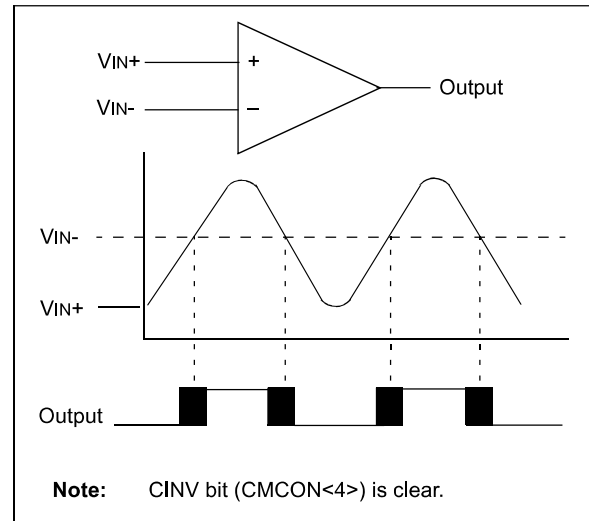 VIN+
+
Output
VIN-
–
VIN-
VIN+
Output
Note: CINV bit (CMCON<4>) is clear.